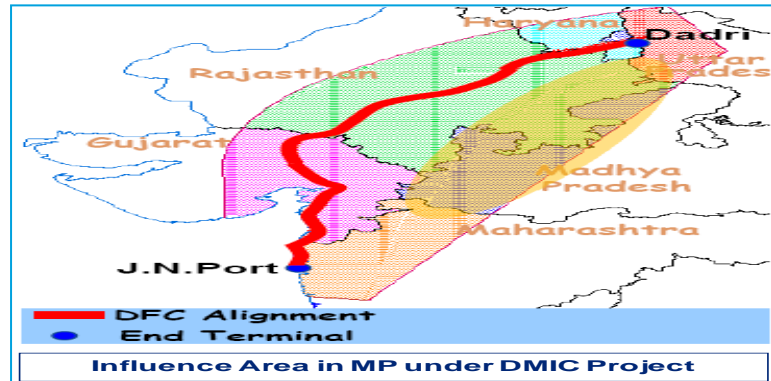 Haryana
Dadri
Uttar
Rajasthan
Gujarat
Madhya
Pradesh
Maharashtra
J.N.Port
DFC Alignment
End Terminal
Influence Area in MP under DMIC Project